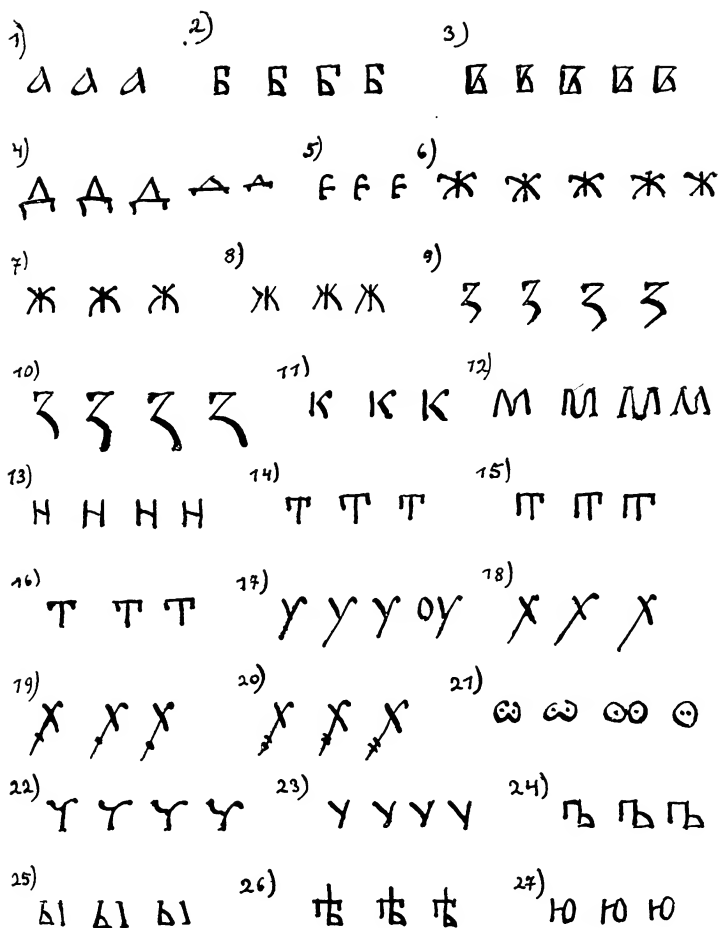 1) а а а 2) Б Б Б Б 3) В В В В В
4) Д Д Д Д Д 5) Е Е Е 6) Ж Ж Ж Ж Ж
7) Ж Ж Ж 8) Ж Ж Ж 9) З З З З
10) З З З З 11) К К К 12) М М М М
13) Н Н Н Н 14) Т Т Т 15) Т Т Т
16) Т Т Т 17) У У У ОУ 18) Х Х Х
19) Х Х Х 20) Х Х Х 21)
22) Ч Ч Ч Ч 23) Ч Ч Ч Ч 24) Ъ Ъ Ъ
25) Ы Ы Ы 26) Ѣ Ѣ Ѣ 27) Ю Ю Ю